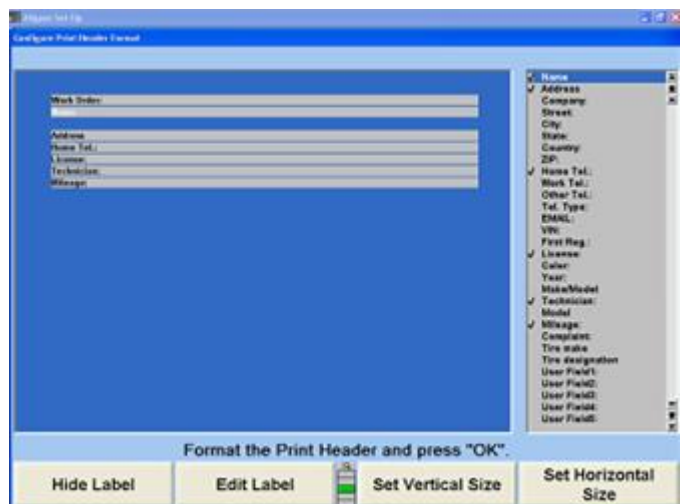 Aligner Set Up
Configure Print Header Format
Work Order:
Address
Home Tel.:
License:
Technician:
Mileage:
Name
Address
Company
Street:
City:
State:
Country:
ZIP:
Home Tel.:
Work Tel.:
Other Tel.:
Tel. Type:
EMAIL:
VIN:
First Reg.:
License:
Color:
Year:
Make/Model
Technician:
Model
Mileage:
Complaint:
Tire make
Tire designation
User Field1:
User Field2:
User Field3:
User Field4:
User Field5:
Format the Print Header and press "OK".
Hide Label
Edit Label
Set Vertical Size
Set Horizontal
Size